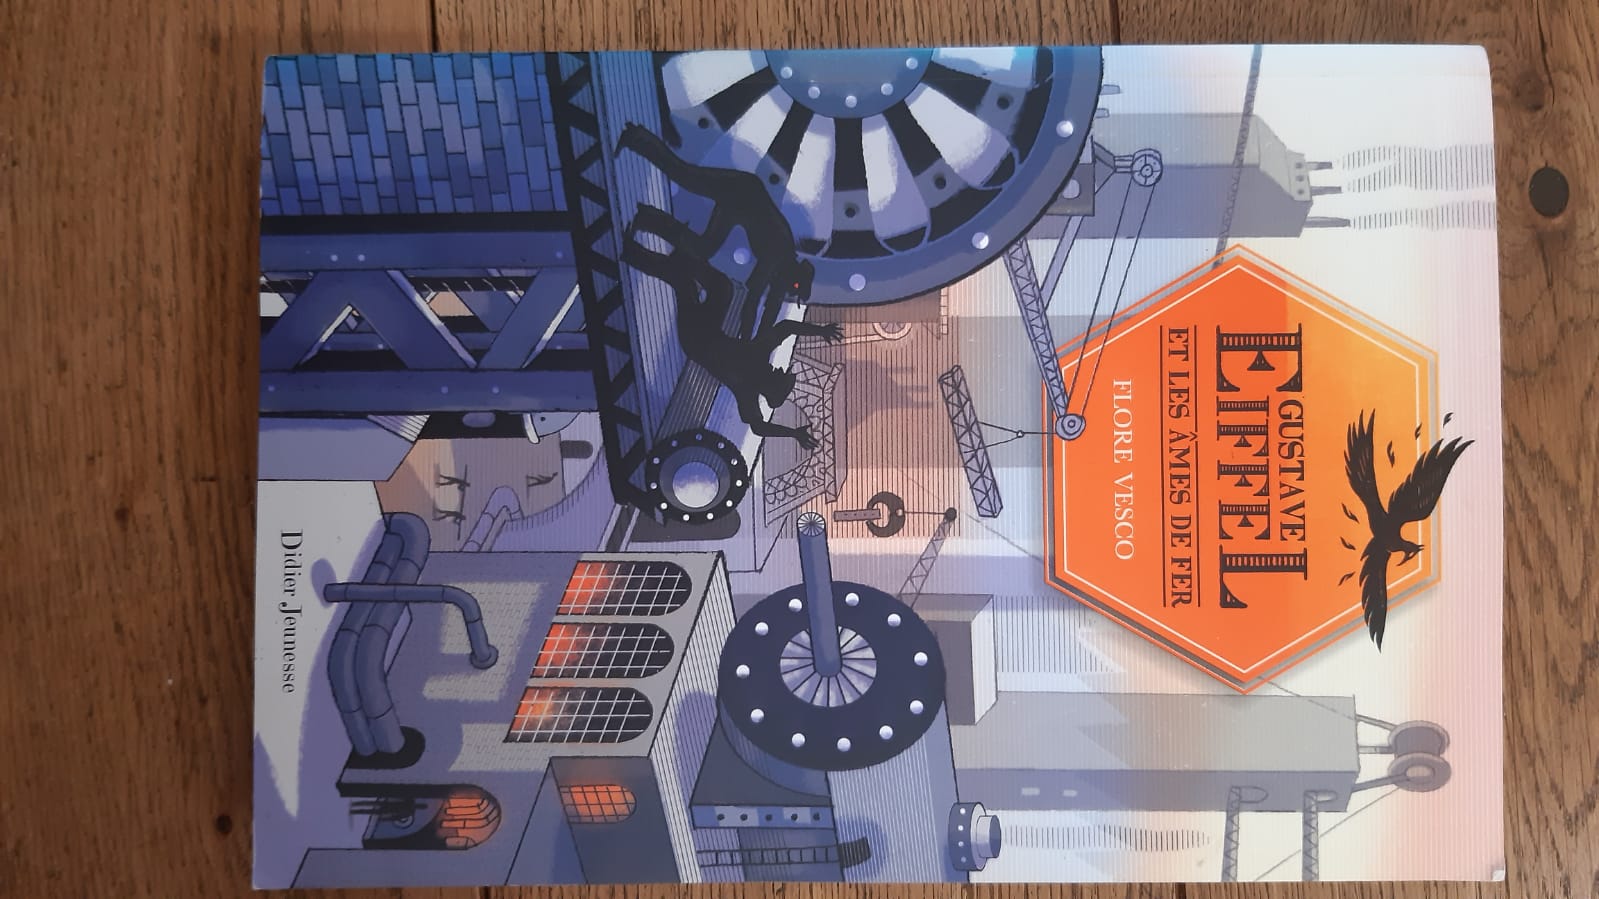 GUSTAVE
EIFFEL
ET LES ÂMES DE FER
FLORE VESCO
Didier Jeunesse